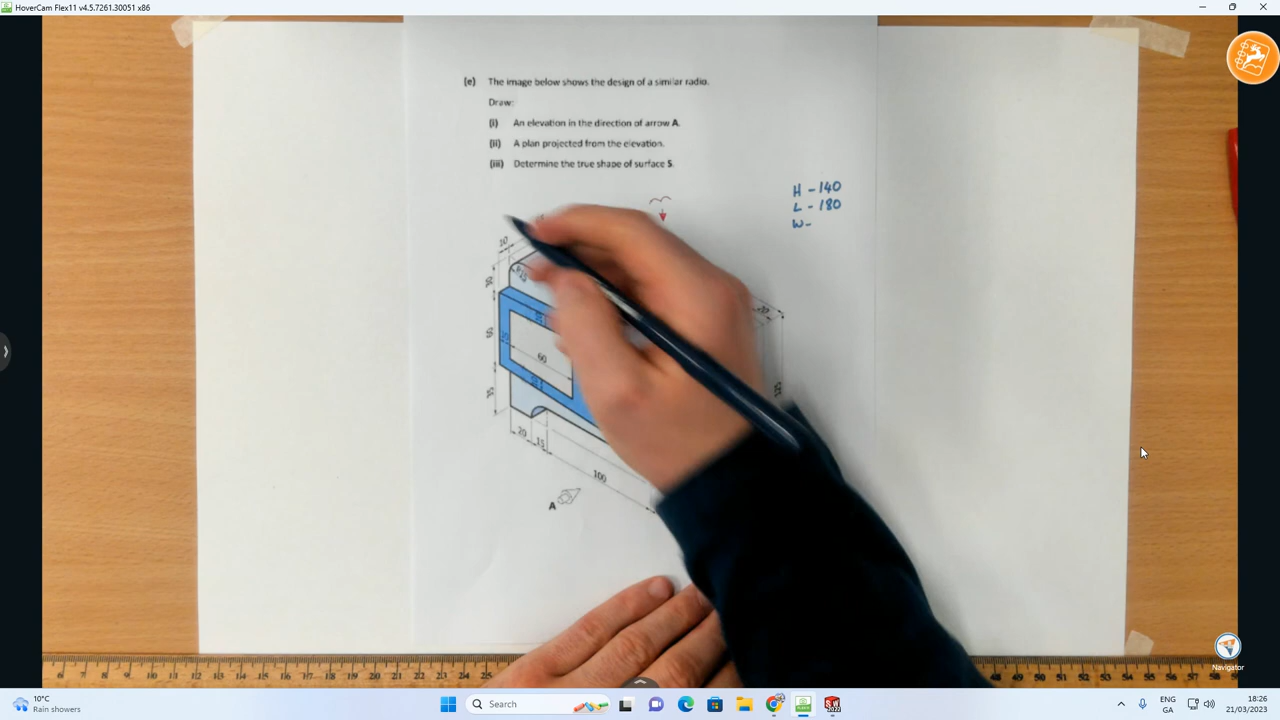 HoverCam Flex11 v4.5.7261.30051 x86
(e) The image below shows the design of a similar radio.
Draw:
(i) An elevation in the direction of arrow A.
(ii) A plan projected from the elevation.
(iii) Determine the true shape of surface S.
H - 140
L - 180
W -
60
20
15
100
A
Navigator
10°C
Rain showers
Search
ENG
GA
18:26
21/03/2023